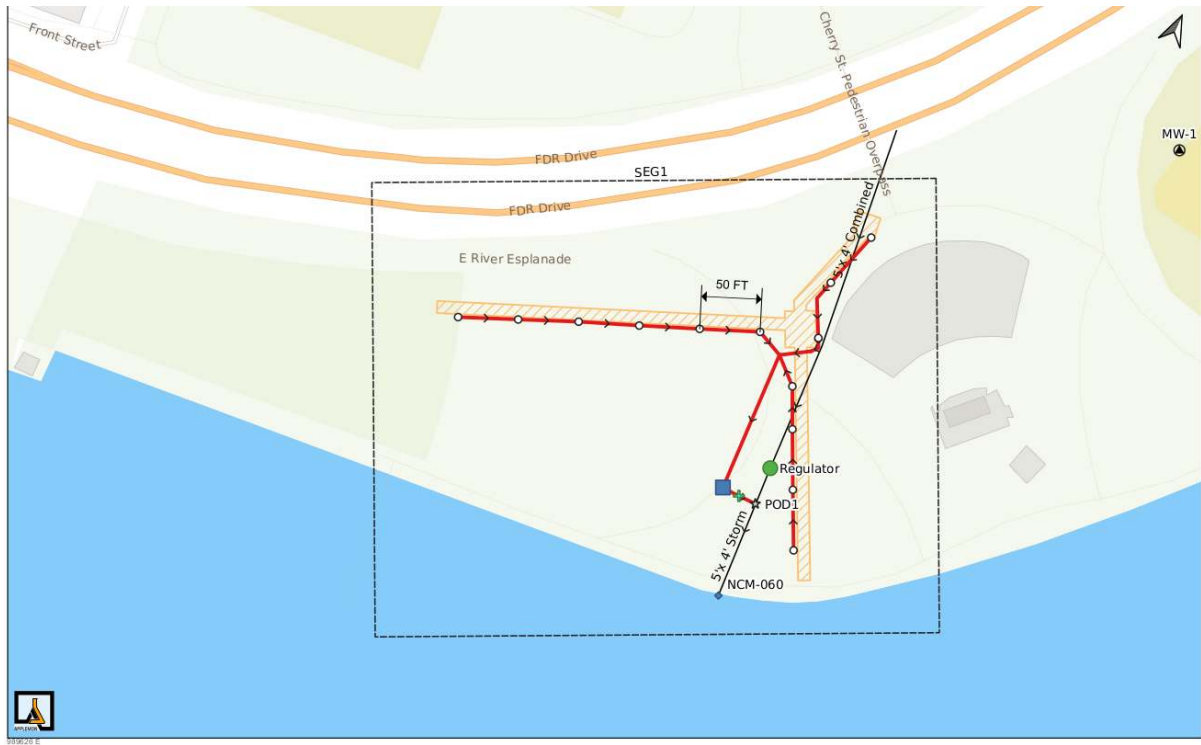 Front Street
Cherry St. Pedestrian Overpass
MW-1
FDR Drive
SEG1
FDR Drive
5'x 4' Combined
E River Esplanade
50 FT
Regulator
POD1
5'x 4' Storm
NCM-060
989626 E